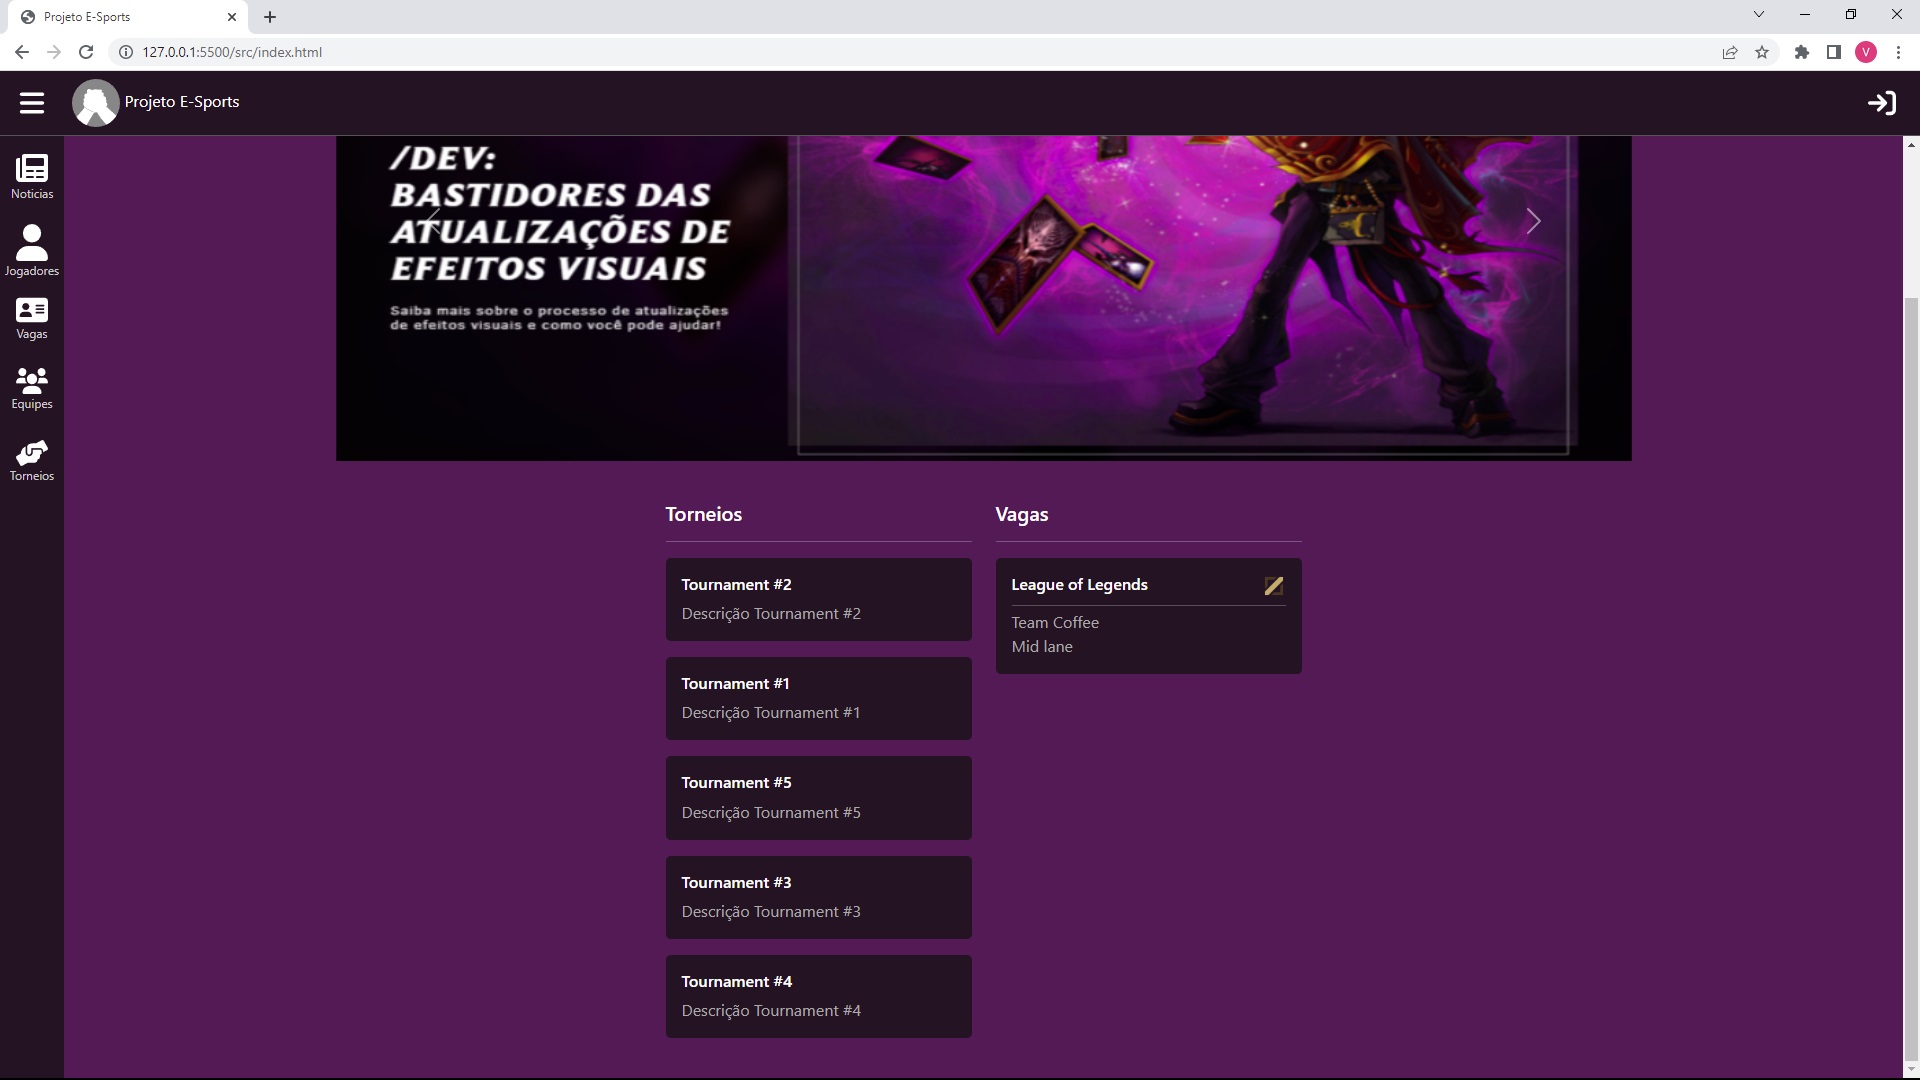 Projeto E-Sports
127.0.0.1:5500/src/index.html
V
Projeto E-Sports
Noticias
Jogadores
Vagas
Equipes
Torneios
/DEV:
BASTIDORES DAS
ATUALIZAÇÕES DE
EFEITOS VISUAIS
Saiba mais sobre o processo de atualizações
de efeitos visuais e como você pode ajudar!
Torneios
Tournament #2
Descrição Tournament #2
Tournament #1
Descrição Tournament #1
Tournament #5
Descrição Tournament #5
Tournament #3
Descrição Tournament #3
Tournament #4
Descrição Tournament #4
Vagas
League of Legends
Team Coffee
Mid lane